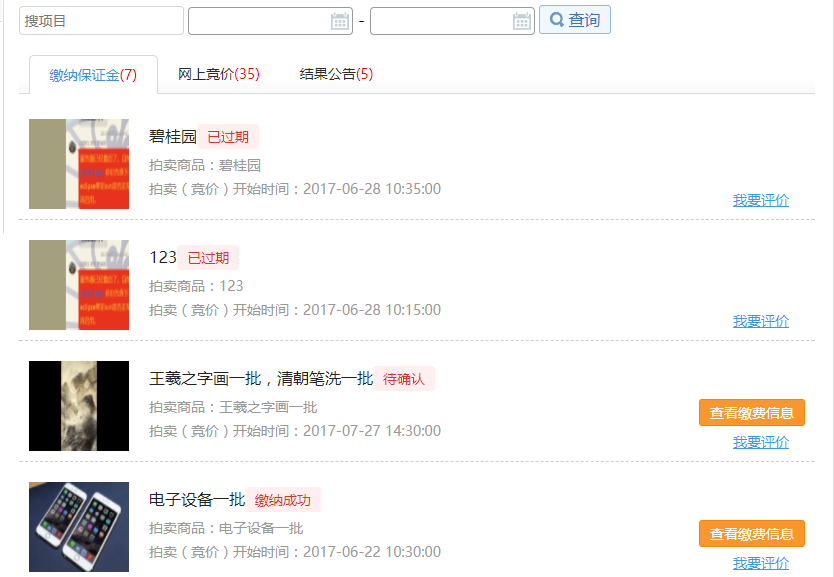 搜项目 - 查询
缴纳保证金(7) 网上竞价(35) 结果公告(5)
碧桂园 已过期
拍卖商品：碧桂园
拍卖（竞价）开始时间：2017-06-28 10:35:00
我要评价
123 已过期
拍卖商品：123
拍卖（竞价）开始时间：2017-06-28 10:15:00
我要评价
王羲之字画一批，清朝笔洗一批 待确认
拍卖商品：王羲之字画一批
查看缴费信息
拍卖（竞价）开始时间：2017-07-27 14:30:00
我要评价
电子设备一批 缴纳成功
拍卖商品：电子设备一批
查看缴费信息
拍卖（竞价）开始时间：2017-06-22 10:30:00
我要评价